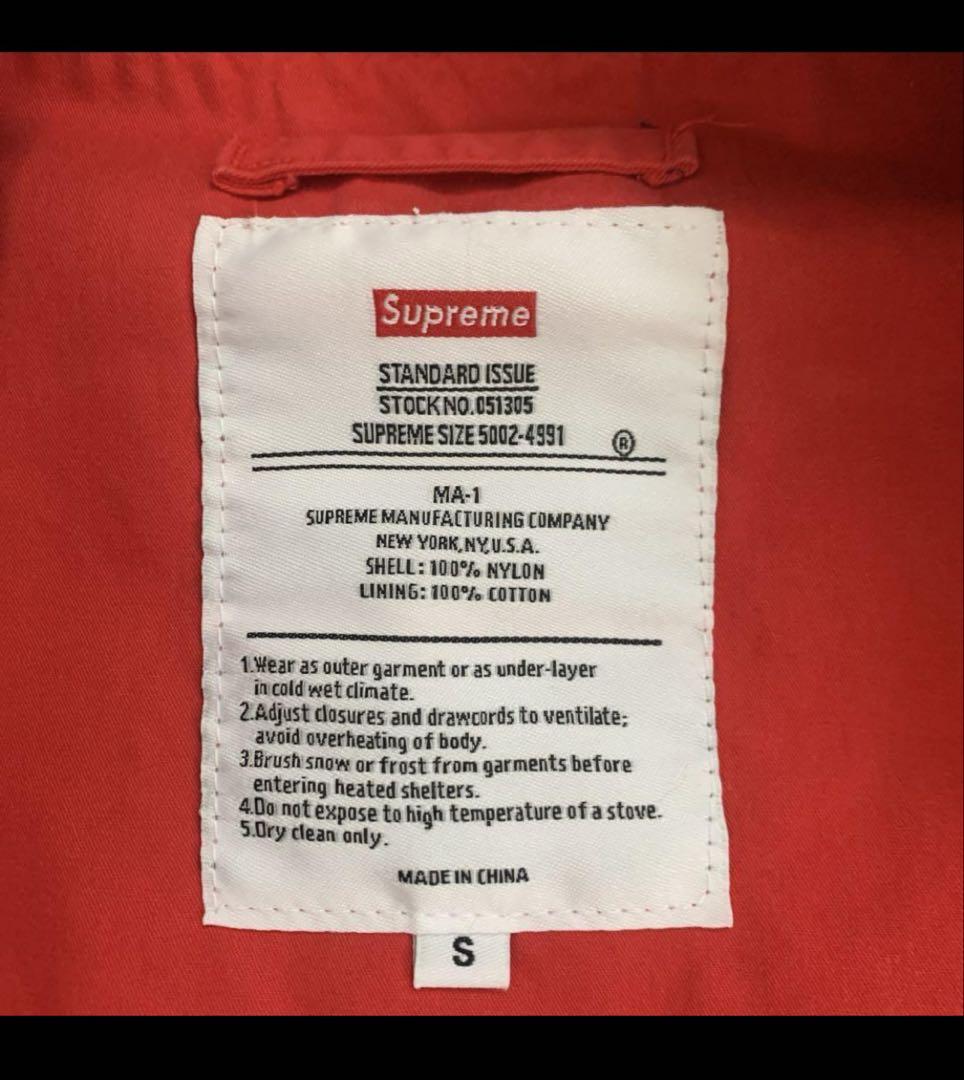 Supreme
STANDARD ISSUE
STOCK NO.051305
SUPREME SIZE 5002-4991 ®
MA-1
SUPREME MANUFACTURING COMPANY
NEW YORK,NY,U.S.A.
SHELL: 100% NYLON
LINING: 100% COTTON
1.Wear as outer garment or as under-layer
in cold wet climate.
2.Adjust closures and drawcords to ventilate;
avoid overheating of body.
3.Brush snow or frost from garments before
entering heated shelters.
4.Do not expose to high temperature of a stove.
5.Dry clean only.
MADE IN CHINA
S